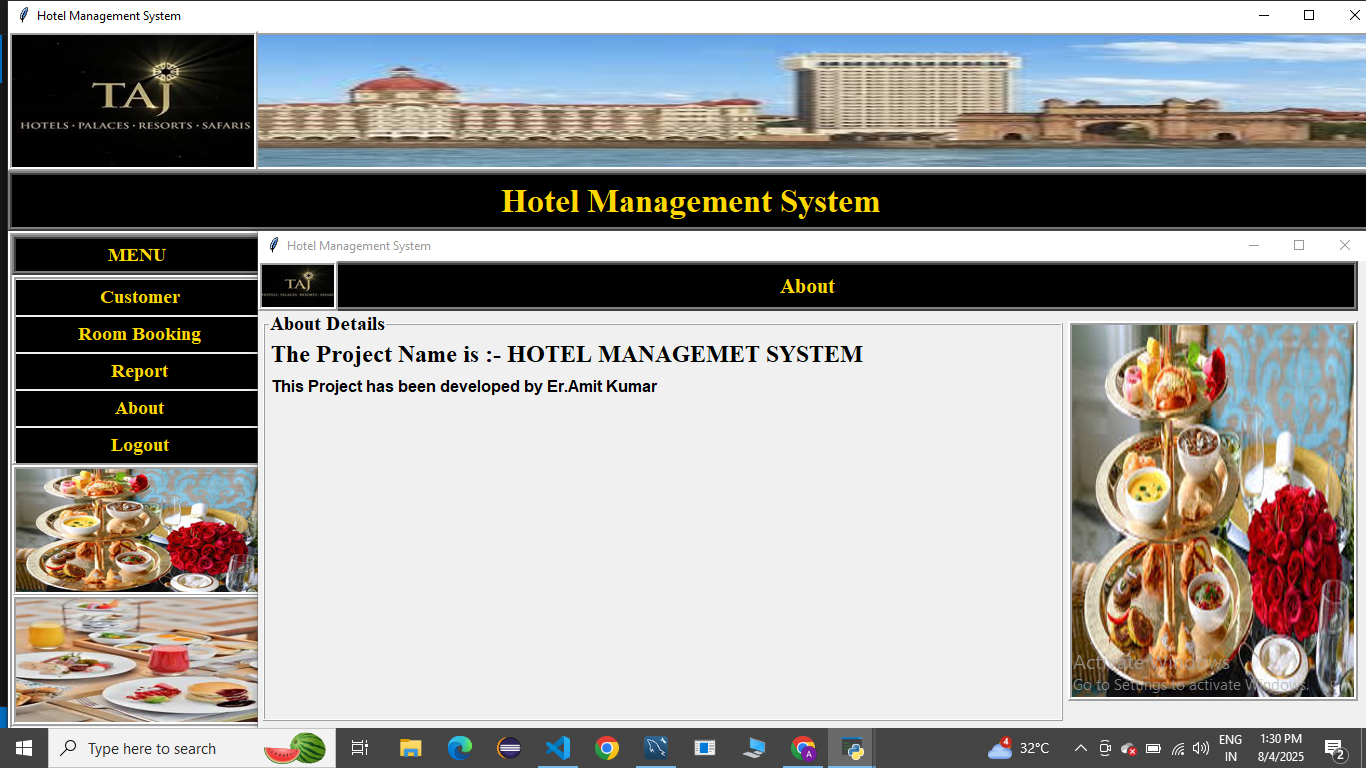 Hotel Management System
TAJ
HOTELS · PALACES · RESORTS · SAFARIS
Hotel Management System
MENU
Customer
Room Booking
Report
About
Logout
Hotel Management System
TAJ
About
About Details
The Project Name is :- HOTEL MANAGEMET SYSTEM
This Project has been developed by Er.Amit Kumar
Activate Windows
Go to Settings to activate Windows.
Type here to search
A
4
32°C
ENG
IN
1:30 PM
8/4/2025
2